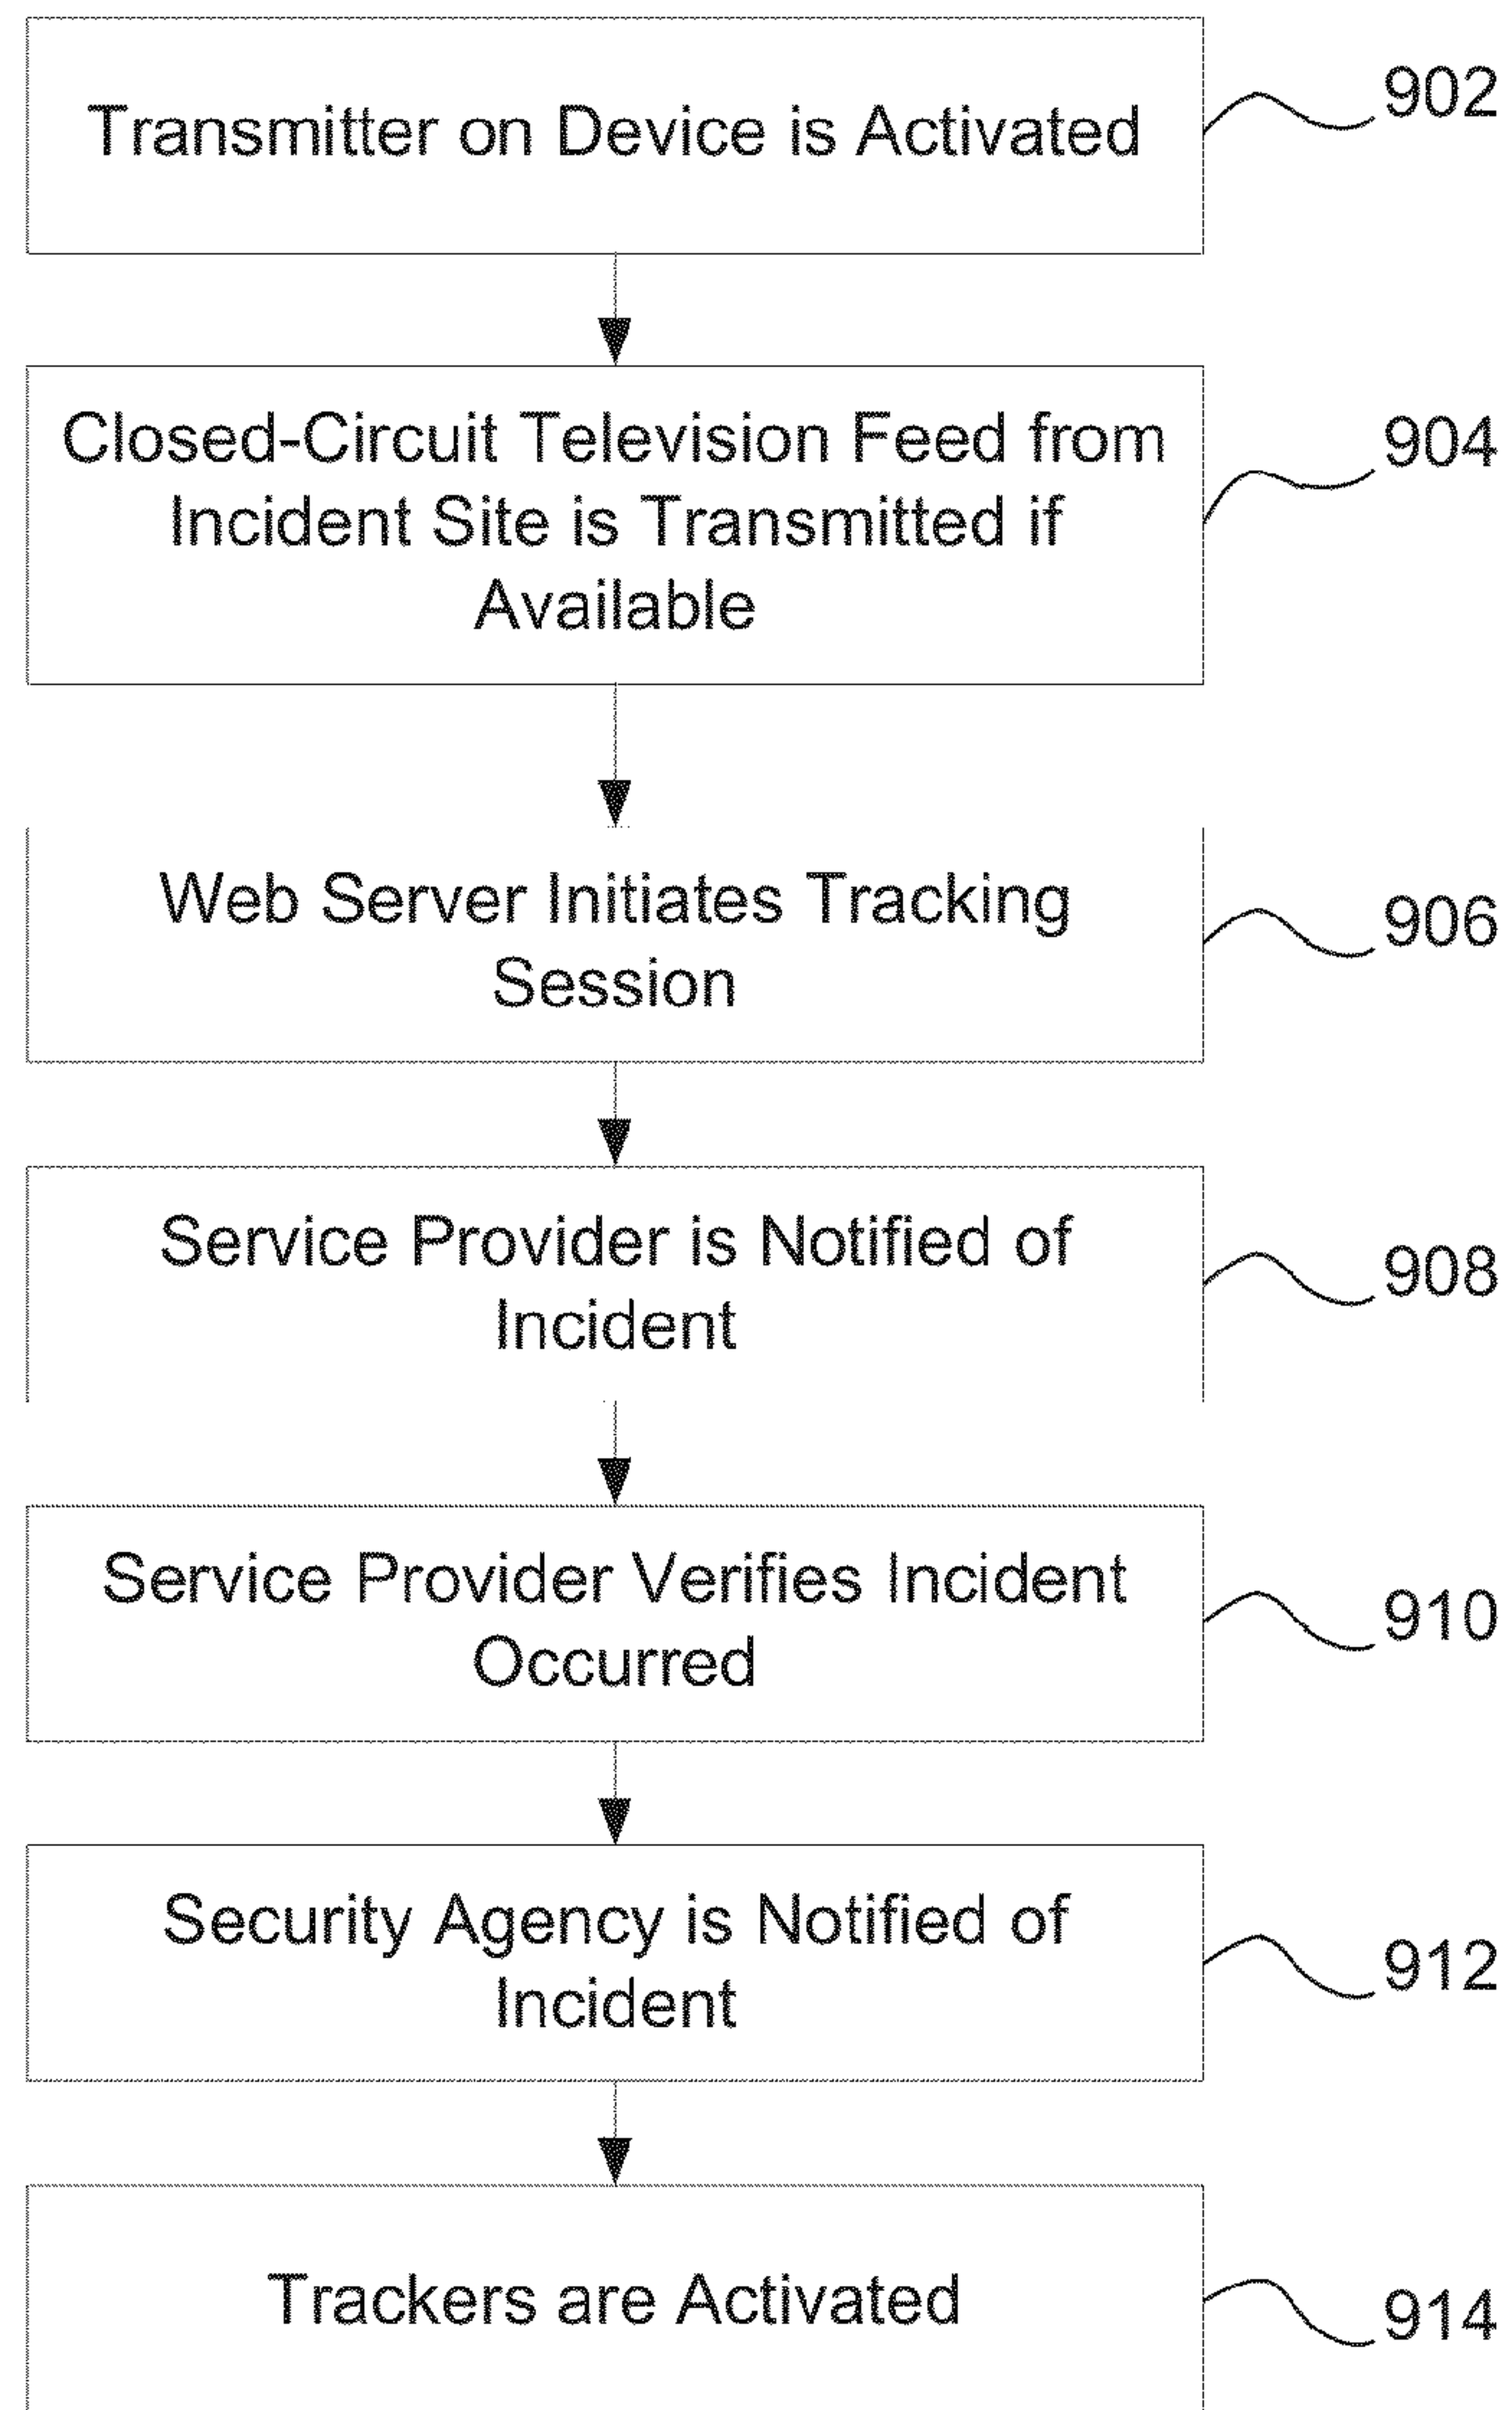 Transmitter on Device is Activated
902
Closed-Circuit Television Feed from
Incident Site is Transmitted if
Available
904
Web Server Initiates Tracking
Session
906
Service Provider is Notified of
Incident
908
Service Provider Verifies Incident
Occurred
910
Security Agency is Notified of
Incident
912
Trackers are Activated
914